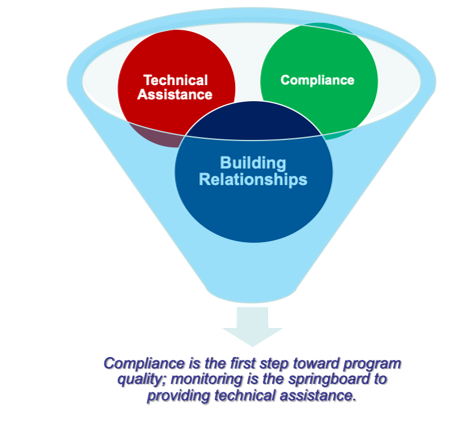 Technical
Assistance
Compliance
Building
Relationships
Compliance is the first step toward program
quality; monitoring is the springboard to
providing technical assistance.